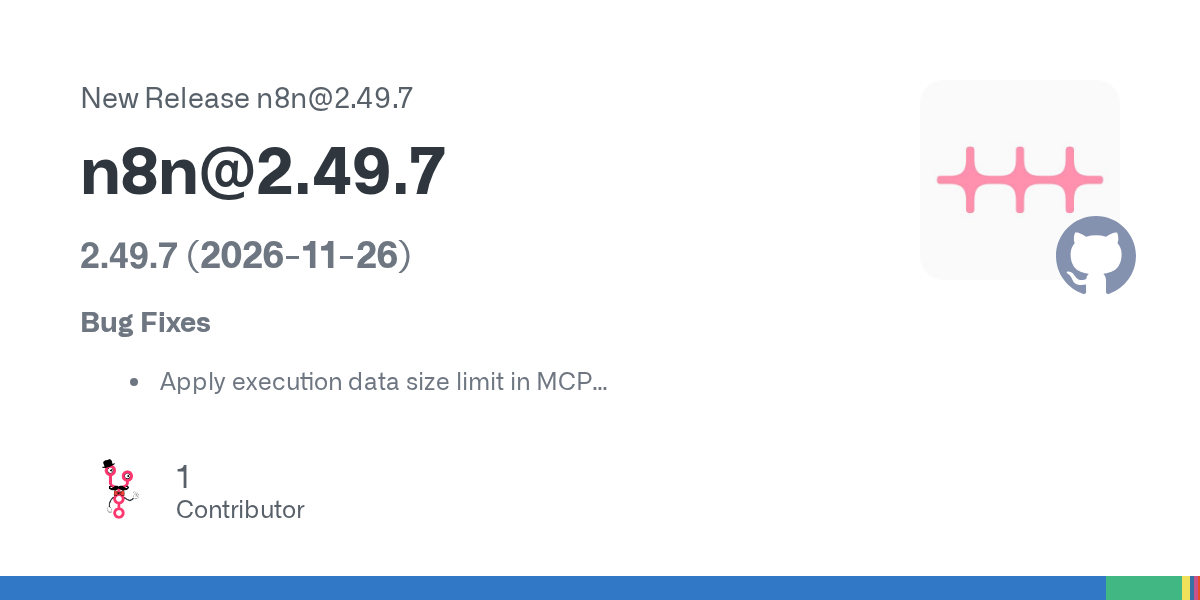 New Release n8n@2.49.7
n8n@2.49.7
2.49.7 (2026-11-26)
Bug Fixes
• Apply execution data size limit in MCP...
1
Contributor